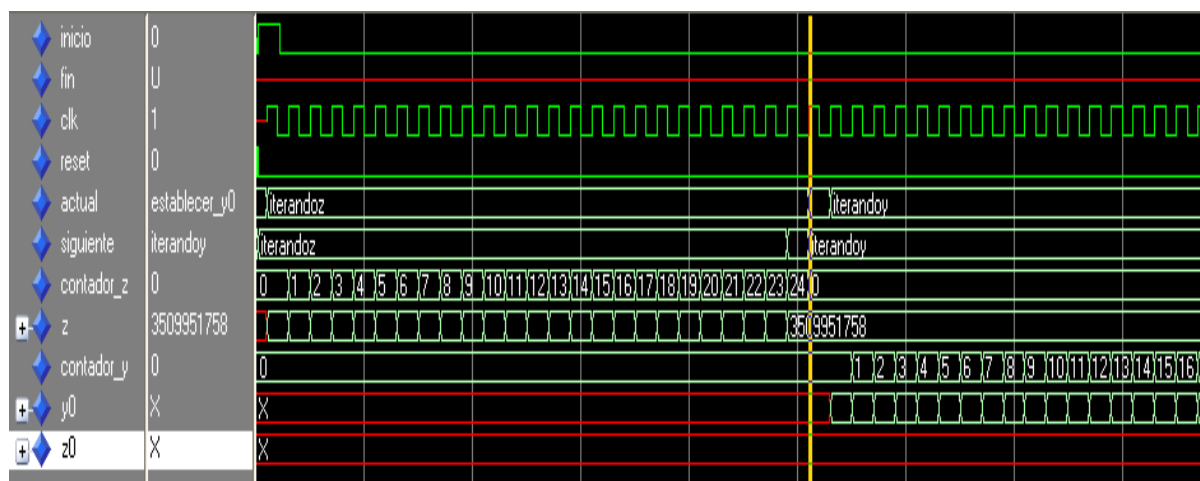 inicio 0
fin U
clk 1
reset 0
actual establecer_y0 iterandoz iterandoy
siguiente iterandoy iterandoz iterandoy
contador_z 0 0 1 2 3 4 5 6 7 8 9 10 11 12 13 14 15 16 17 18 19 20 21 22 23 24 0
z 3509951758 3509951758
contador_y 0 0 1 2 3 4 5 6 7 8 9 10 11 12 13 14 15 16
y0 X X
z0 X X